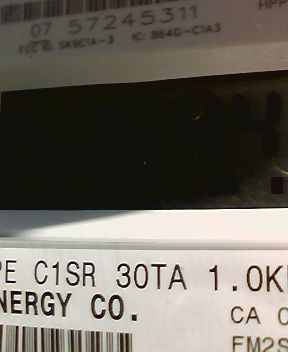 07 57245311
FCC ID: SK9C1A-3 IC: 864G-C1A3
PE C1SR 30TA 1.0K
NERGY CO.
CA
FM2S